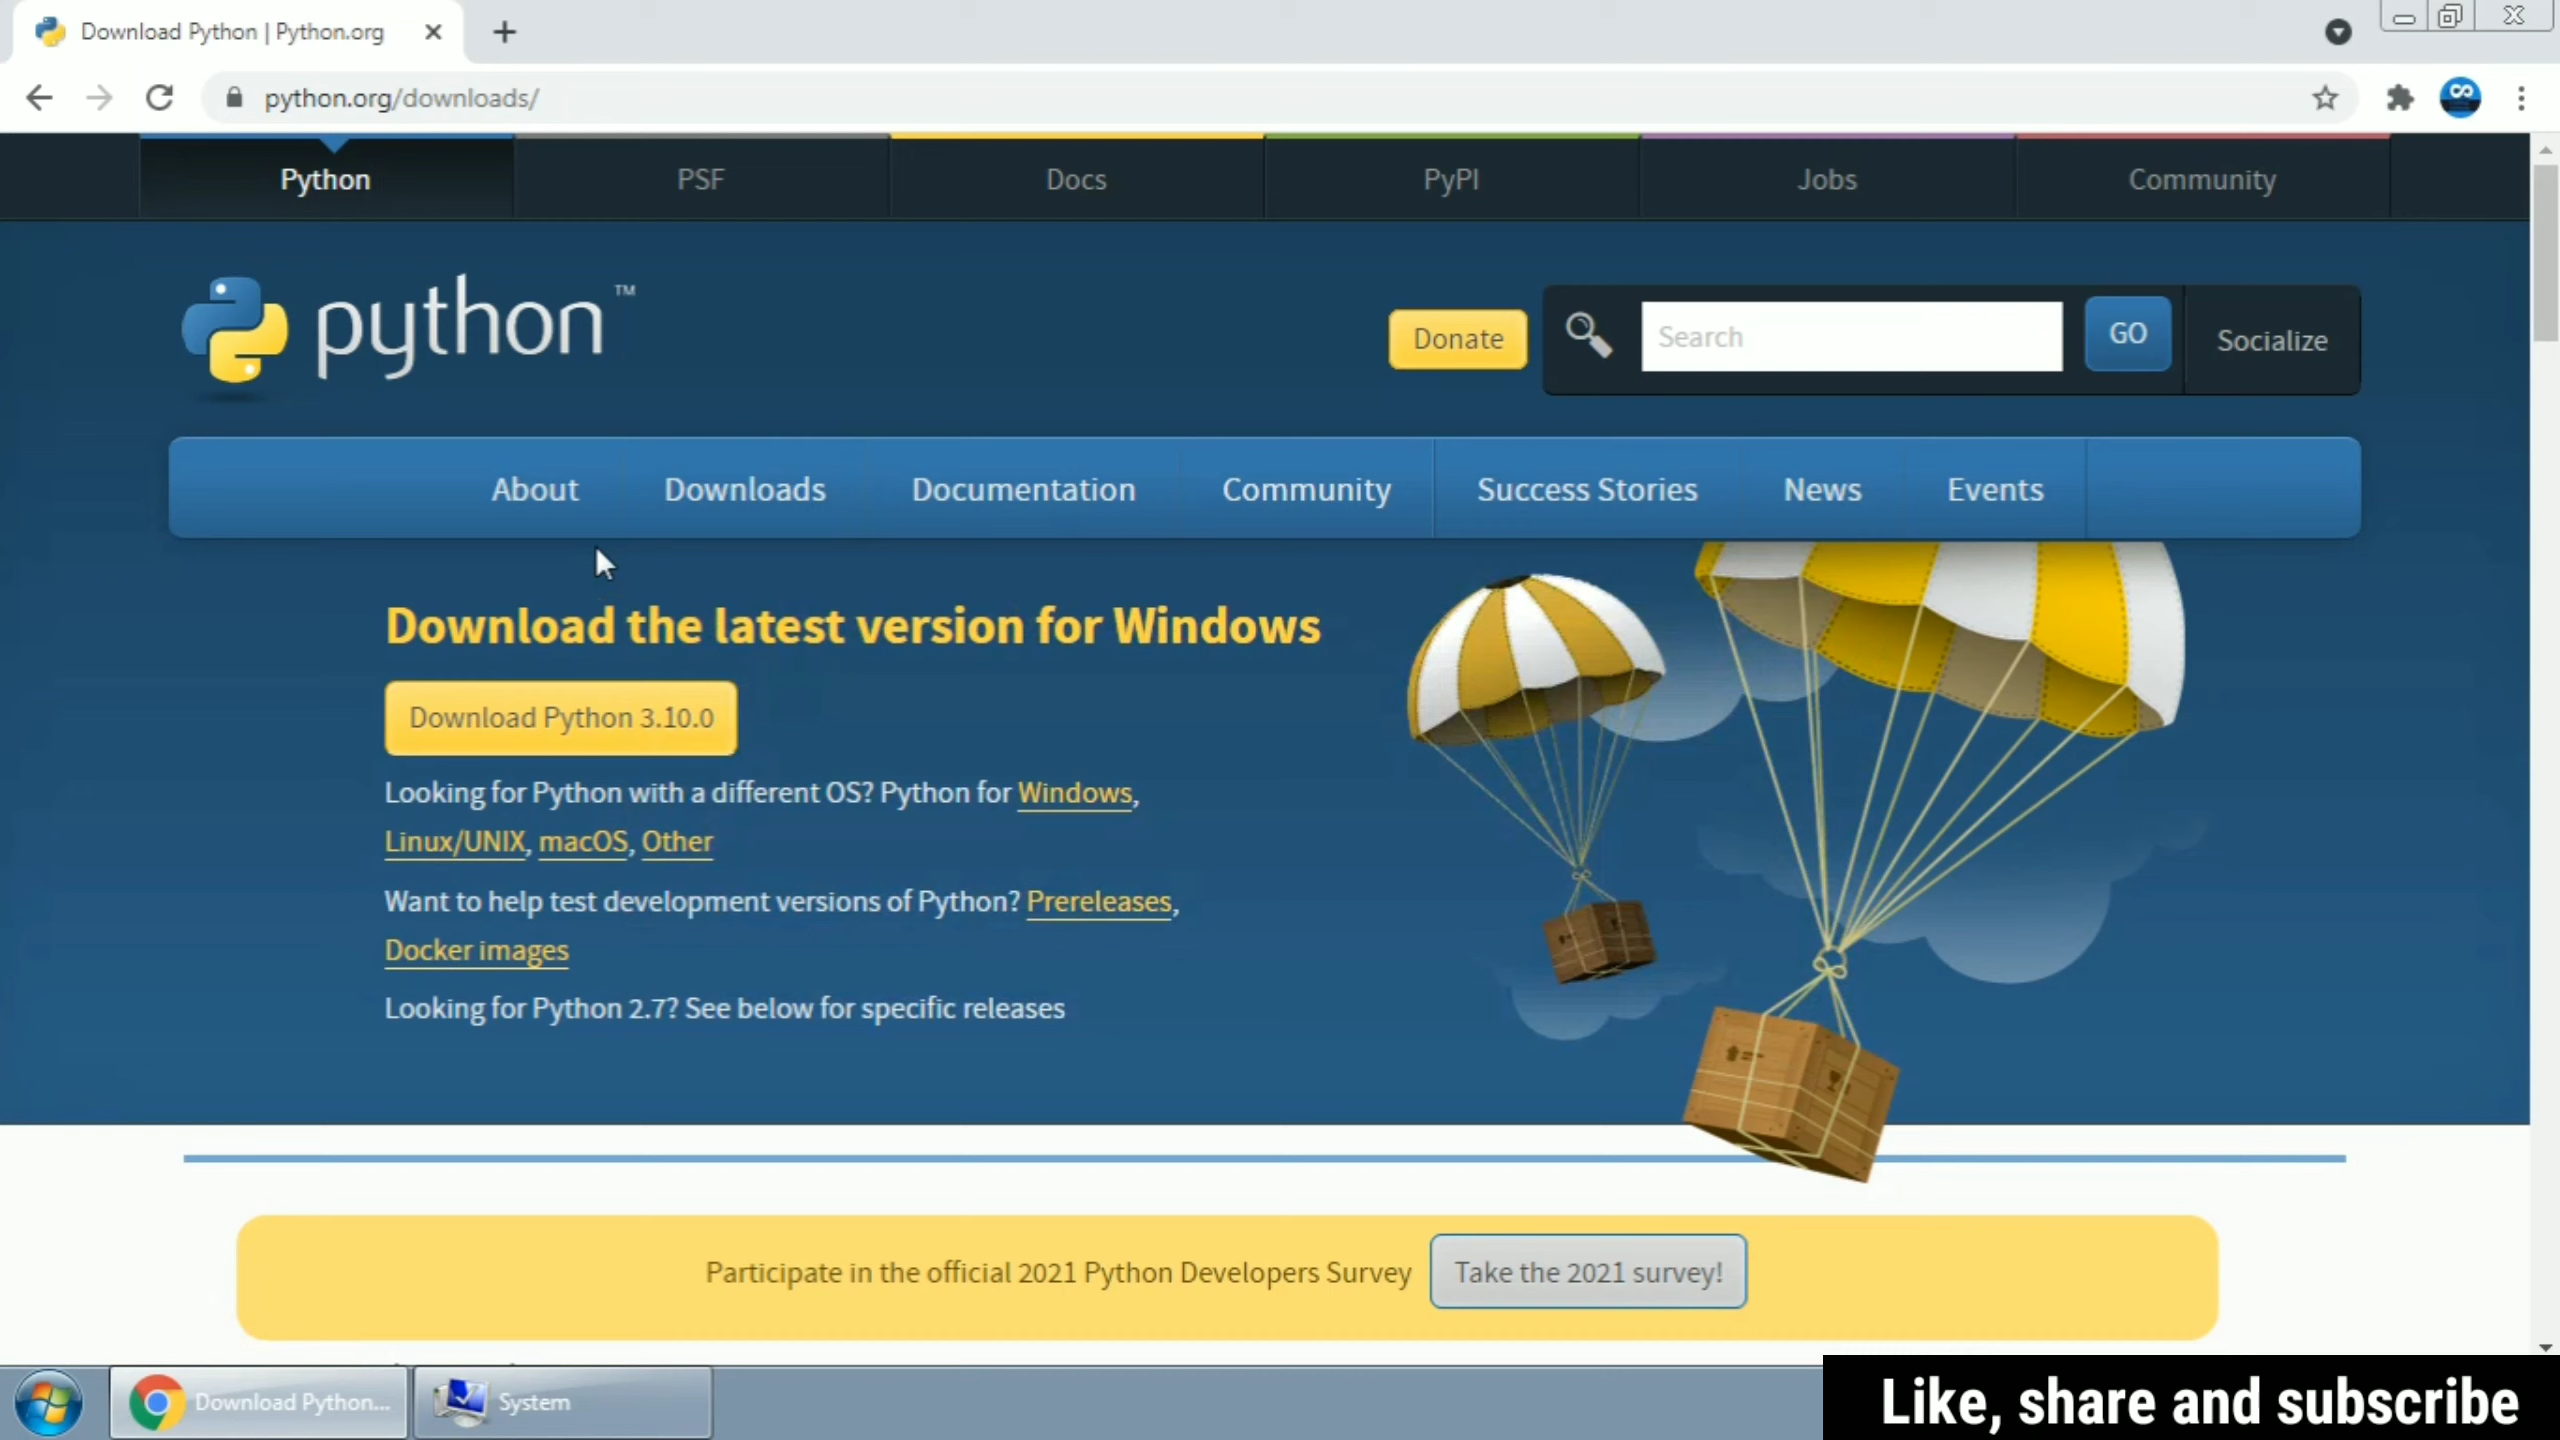 Download Python | Python.org
python.org/downloads/
Python PSF Docs PyPI Jobs Community
python™
Donate Search GO Socialize
About Downloads Documentation Community Success Stories News Events
Download the latest version for Windows
Download Python 3.10.0
Looking for Python with a different OS? Python for Windows,
Linux/UNIX, macOS, Other
Want to help test development versions of Python? Prereleases,
Docker images
Looking for Python 2.7? See below for specific releases
Participate in the official 2021 Python Developers Survey Take the 2021 survey!
Download Python... System
Like, share and subscribe